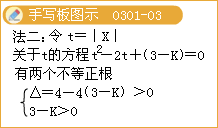 手写板图示 0301-03
法二:令 t=|X|
关于t的方程t²-2t+(3-K)=0
有两个不等正根
△=4-4(3-K)>0
3-K>0